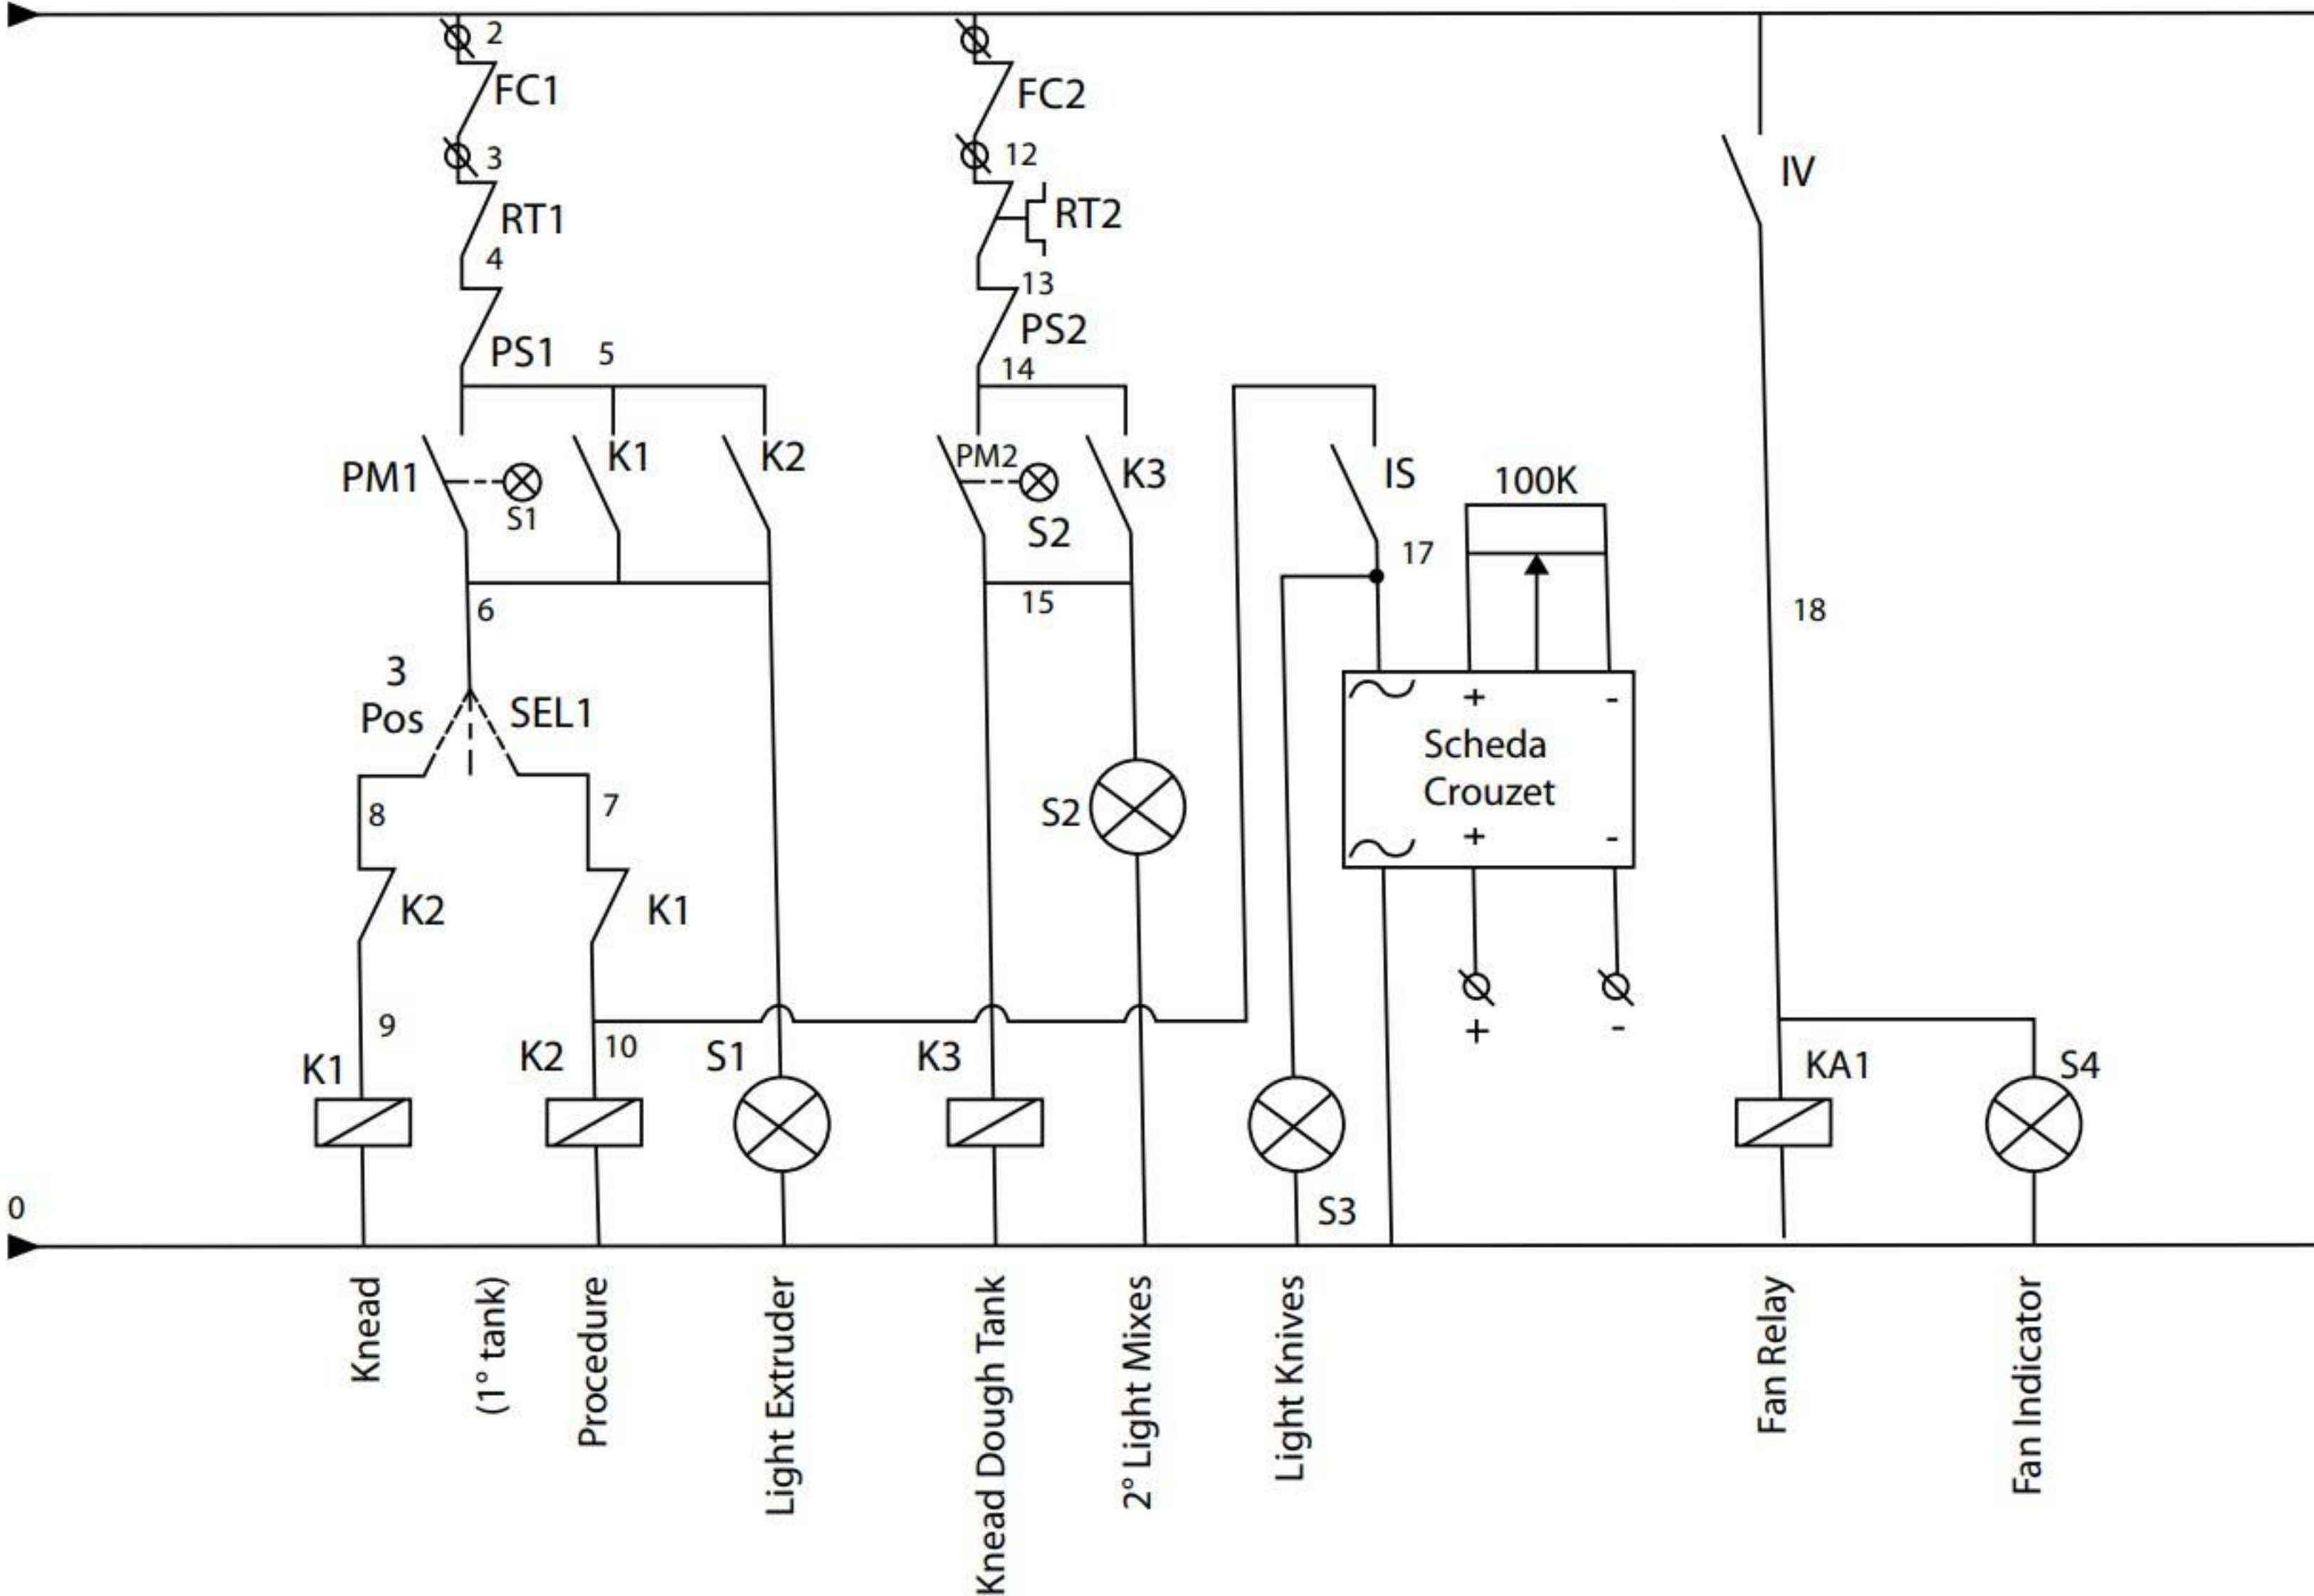 2
FC1
FC2
3
12
IV
RT1
RT2
4
13
PS1
5
PS2
14
PM1
S1
K1
K2
PM2
S2
K3
IS
100K
17
6
15
18
3
Pos
SEL1
+
-
Scheda
Crouzet
8
7
S2
+
-
K2
K1
9
10
+
-
K1
K2
S1
K3
KA1
S4
0
S3
Knead
(1° tank)
Procedure
Light Extruder
Knead Dough Tank
2° Light Mixes
Light Knives
Fan Relay
Fan Indicator